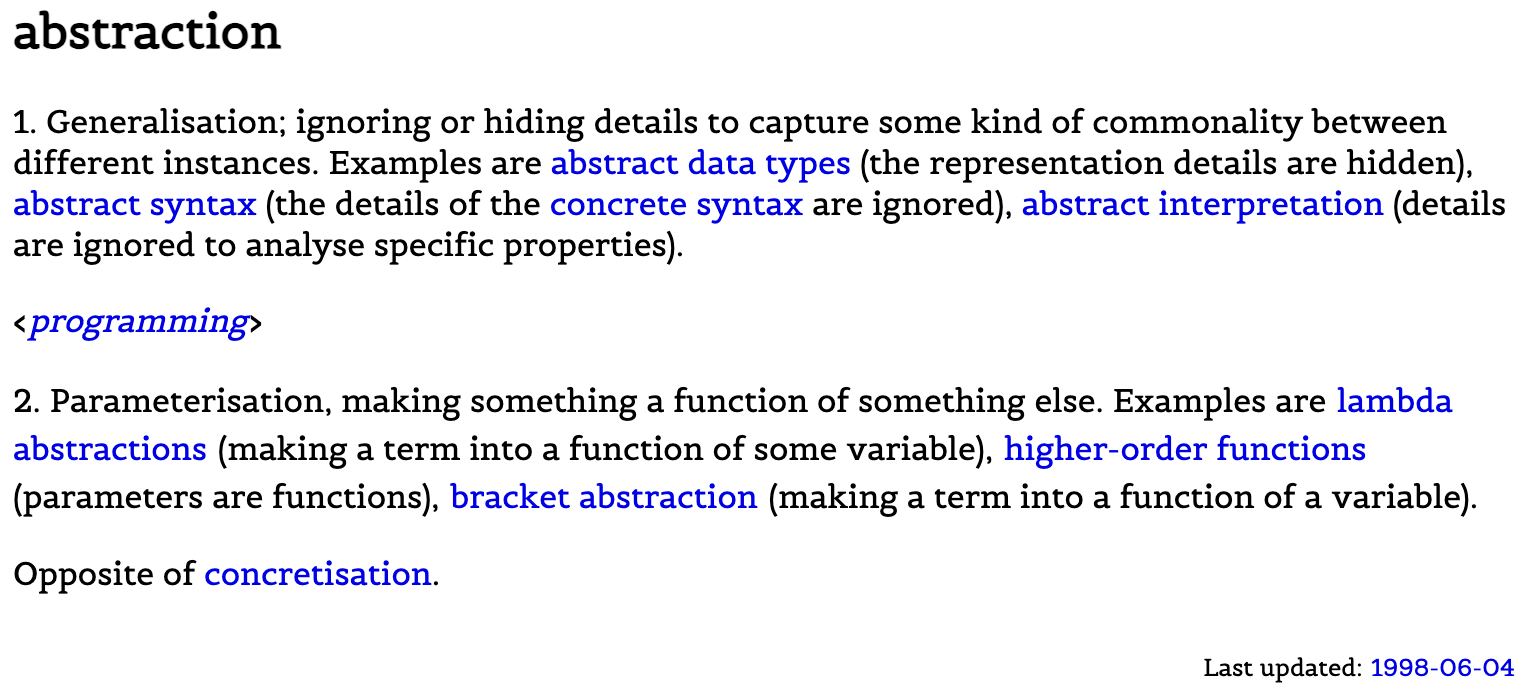 abstraction
1. Generalisation; ignoring or hiding details to capture some kind of commonality between
different instances. Examples are abstract data types (the representation details are hidden),
abstract syntax (the details of the concrete syntax are ignored), abstract interpretation (details
are ignored to analyse specific properties).
<programming>
2. Parameterisation, making something a function of something else. Examples are lambda
abstractions (making a term into a function of some variable), higher-order functions
(parameters are functions), bracket abstraction (making a term into a function of a variable).
Opposite of concretisation.
Last updated: 1998-06-04